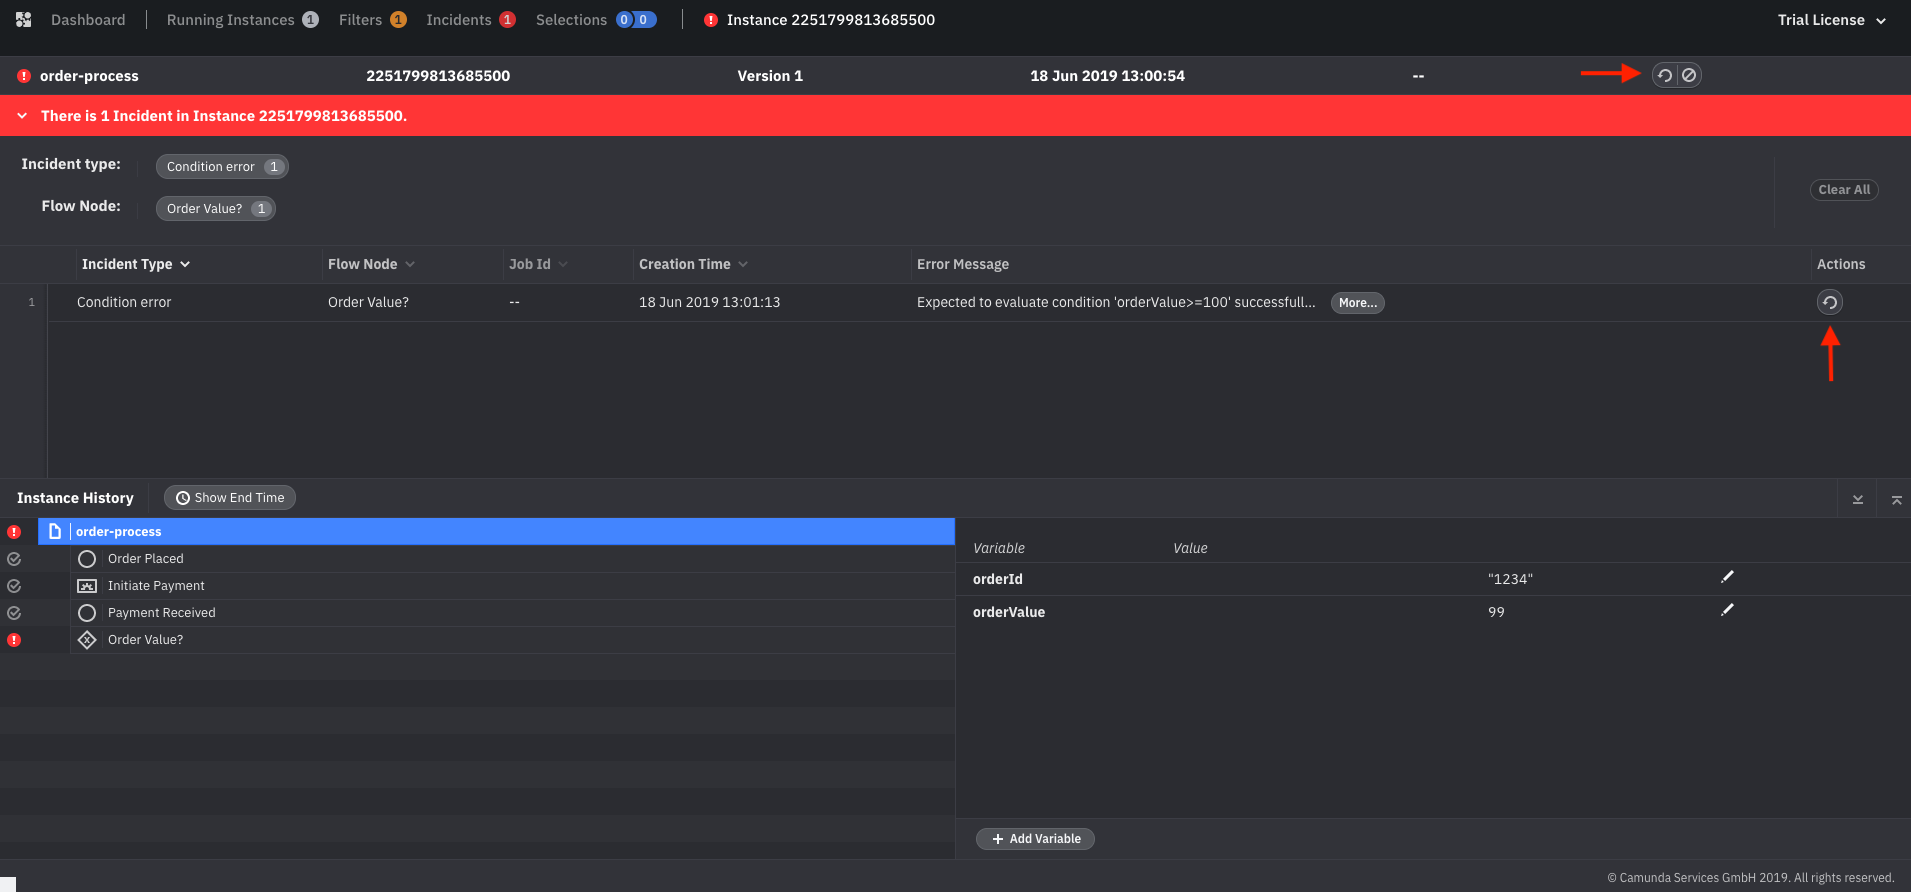 Dashboard Running Instances 1 Filters 1 Incidents 1 Selections 0 0 Instance 2251799813685500 Trial License
order-process 2251799813685500 Version 1 18 Jun 2019 13:00:54 --
There is 1 Incident in Instance 2251799813685500.
Incident type: Condition error 1
Flow Node: Order Value? 1
Clear All
Incident Type Flow Node Job Id Creation Time Error Message Actions
1 Condition error Order Value? -- 18 Jun 2019 13:01:13 Expected to evaluate condition 'orderValue>=100' successfull... More...
Instance History Show End Time
order-process
Order Placed
Initiate Payment
Payment Received
Order Value?
Variable Value
orderId "1234"
orderValue 99
+ Add Variable
© Camunda Services GmbH 2019. All rights reserved.